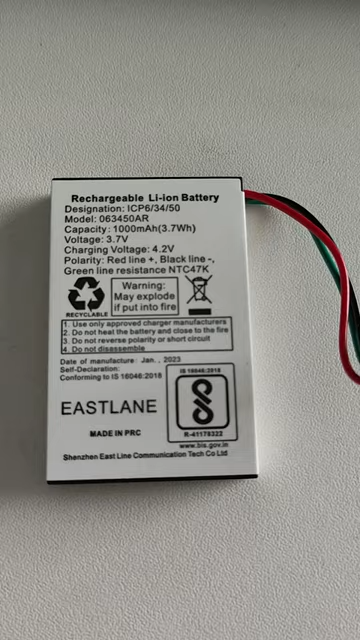 Rechargeable Li-ion Battery
Designation: ICP6/34/50
Model: 063450AR
Capacity: 1000mAh(3.7Wh)
Voltage: 3.7V
Charging Voltage: 4.2V
Polarity: Red line +, Black line -,
Green line resistance NTC47K
RECYCLABLE
Warning:
May explode
if put into fire
1. Use only approved charger manufacturers
2. Do not heat the battery and close to the fire
3. Do not reverse polarity or short circuit
4. Do not disassemble
Date of manufacture: Jan. , 2023
Self-Declaration:
Conforming to IS 16046:2018
IS 16046:2018
EASTLANE
MADE IN PRC
R-41179322
www.bis.gov.in
Shenzhen East Line Communication Tech Co Ltd